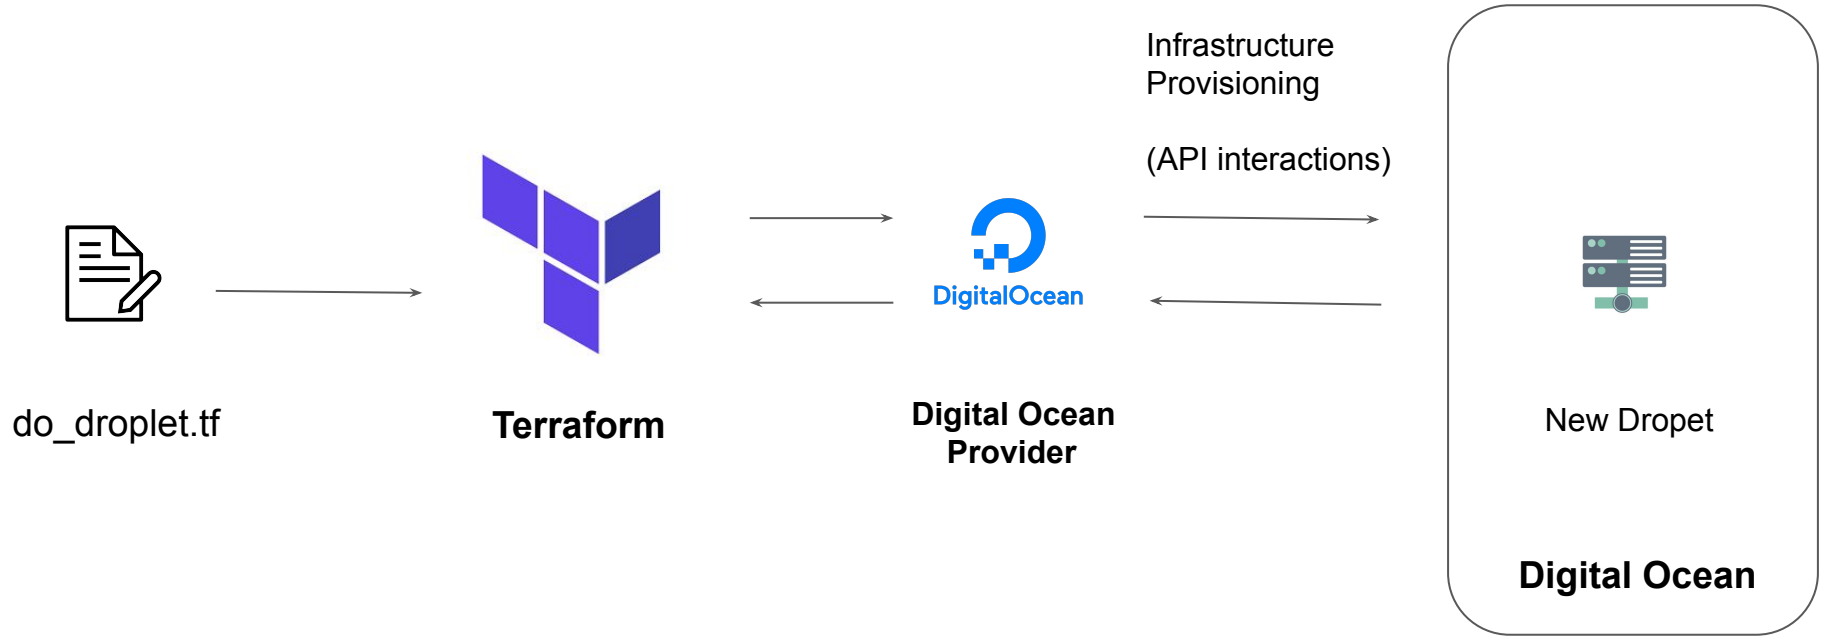 Infrastructure
Provisioning
(API interactions)
DigitalOcean
do_droplet.tf
Terraform
Digital Ocean
Provider
New Dropet
Digital Ocean